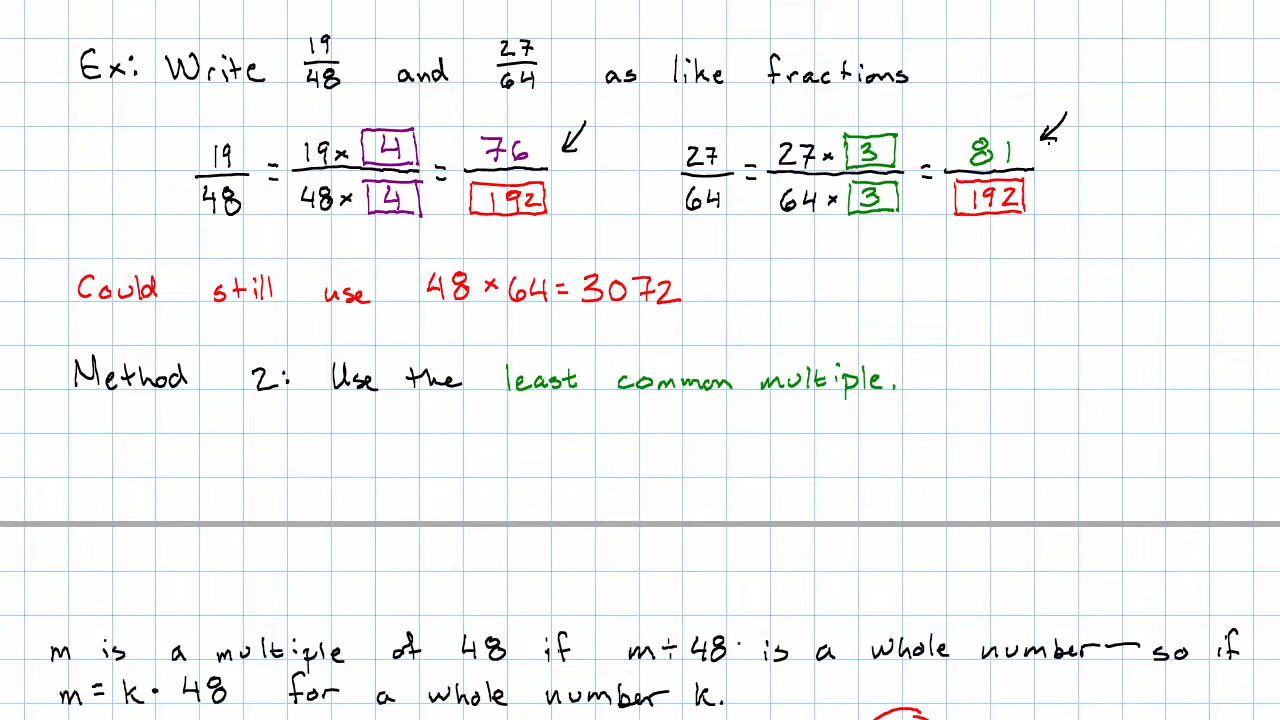 Ex: Write 19/48 and 27/64 as like fractions
19/48 = 19 × 4 / 48 × 4 = 76/192 27/64 = 27 × 3 / 64 × 3 = 81/192
Could still use 48 × 64 = 3072
Method 2: Use the least common multiple.
m is a multiple of 48 if m ÷ 48 is a whole number — so if
m = k · 48 for a whole number k.